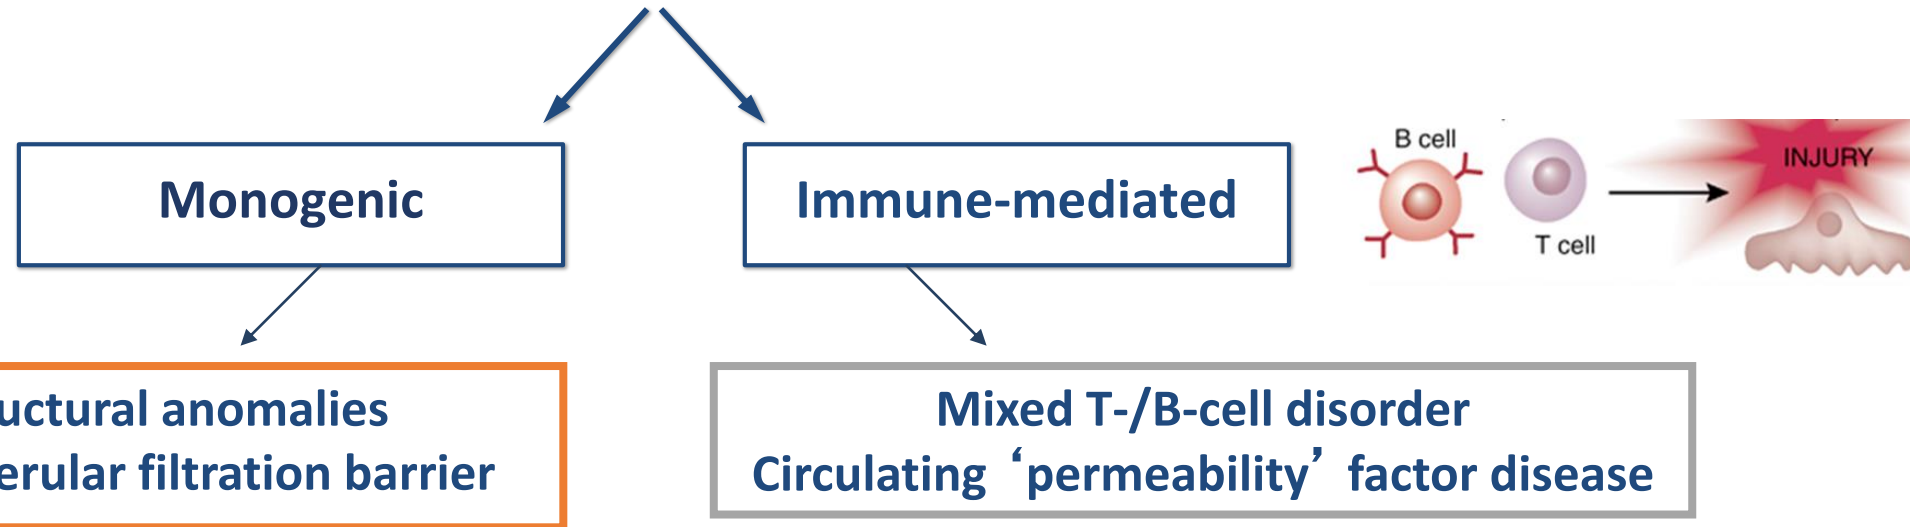 Monogenic
Immune-mediated
B cell
T cell
INJURY
uctural anomalies
erular filtration barrier
Mixed T-/B-cell disorder
Circulating ‘permeability’ factor disease